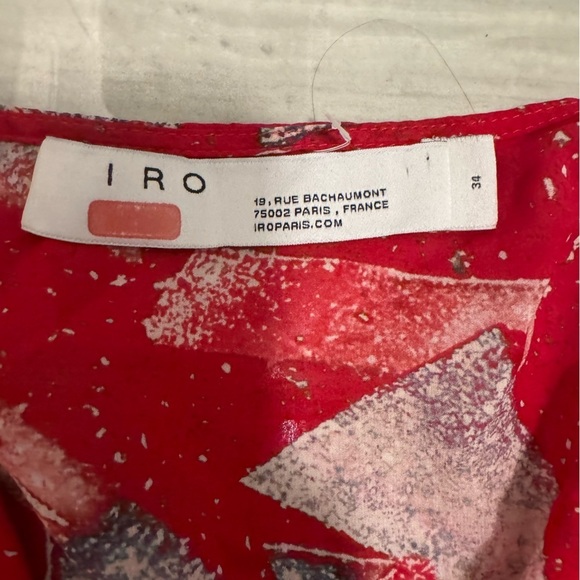 IRO
19, RUE BACHAUMONT
75002 PARIS , FRANCE
IROPARIS.COM
34